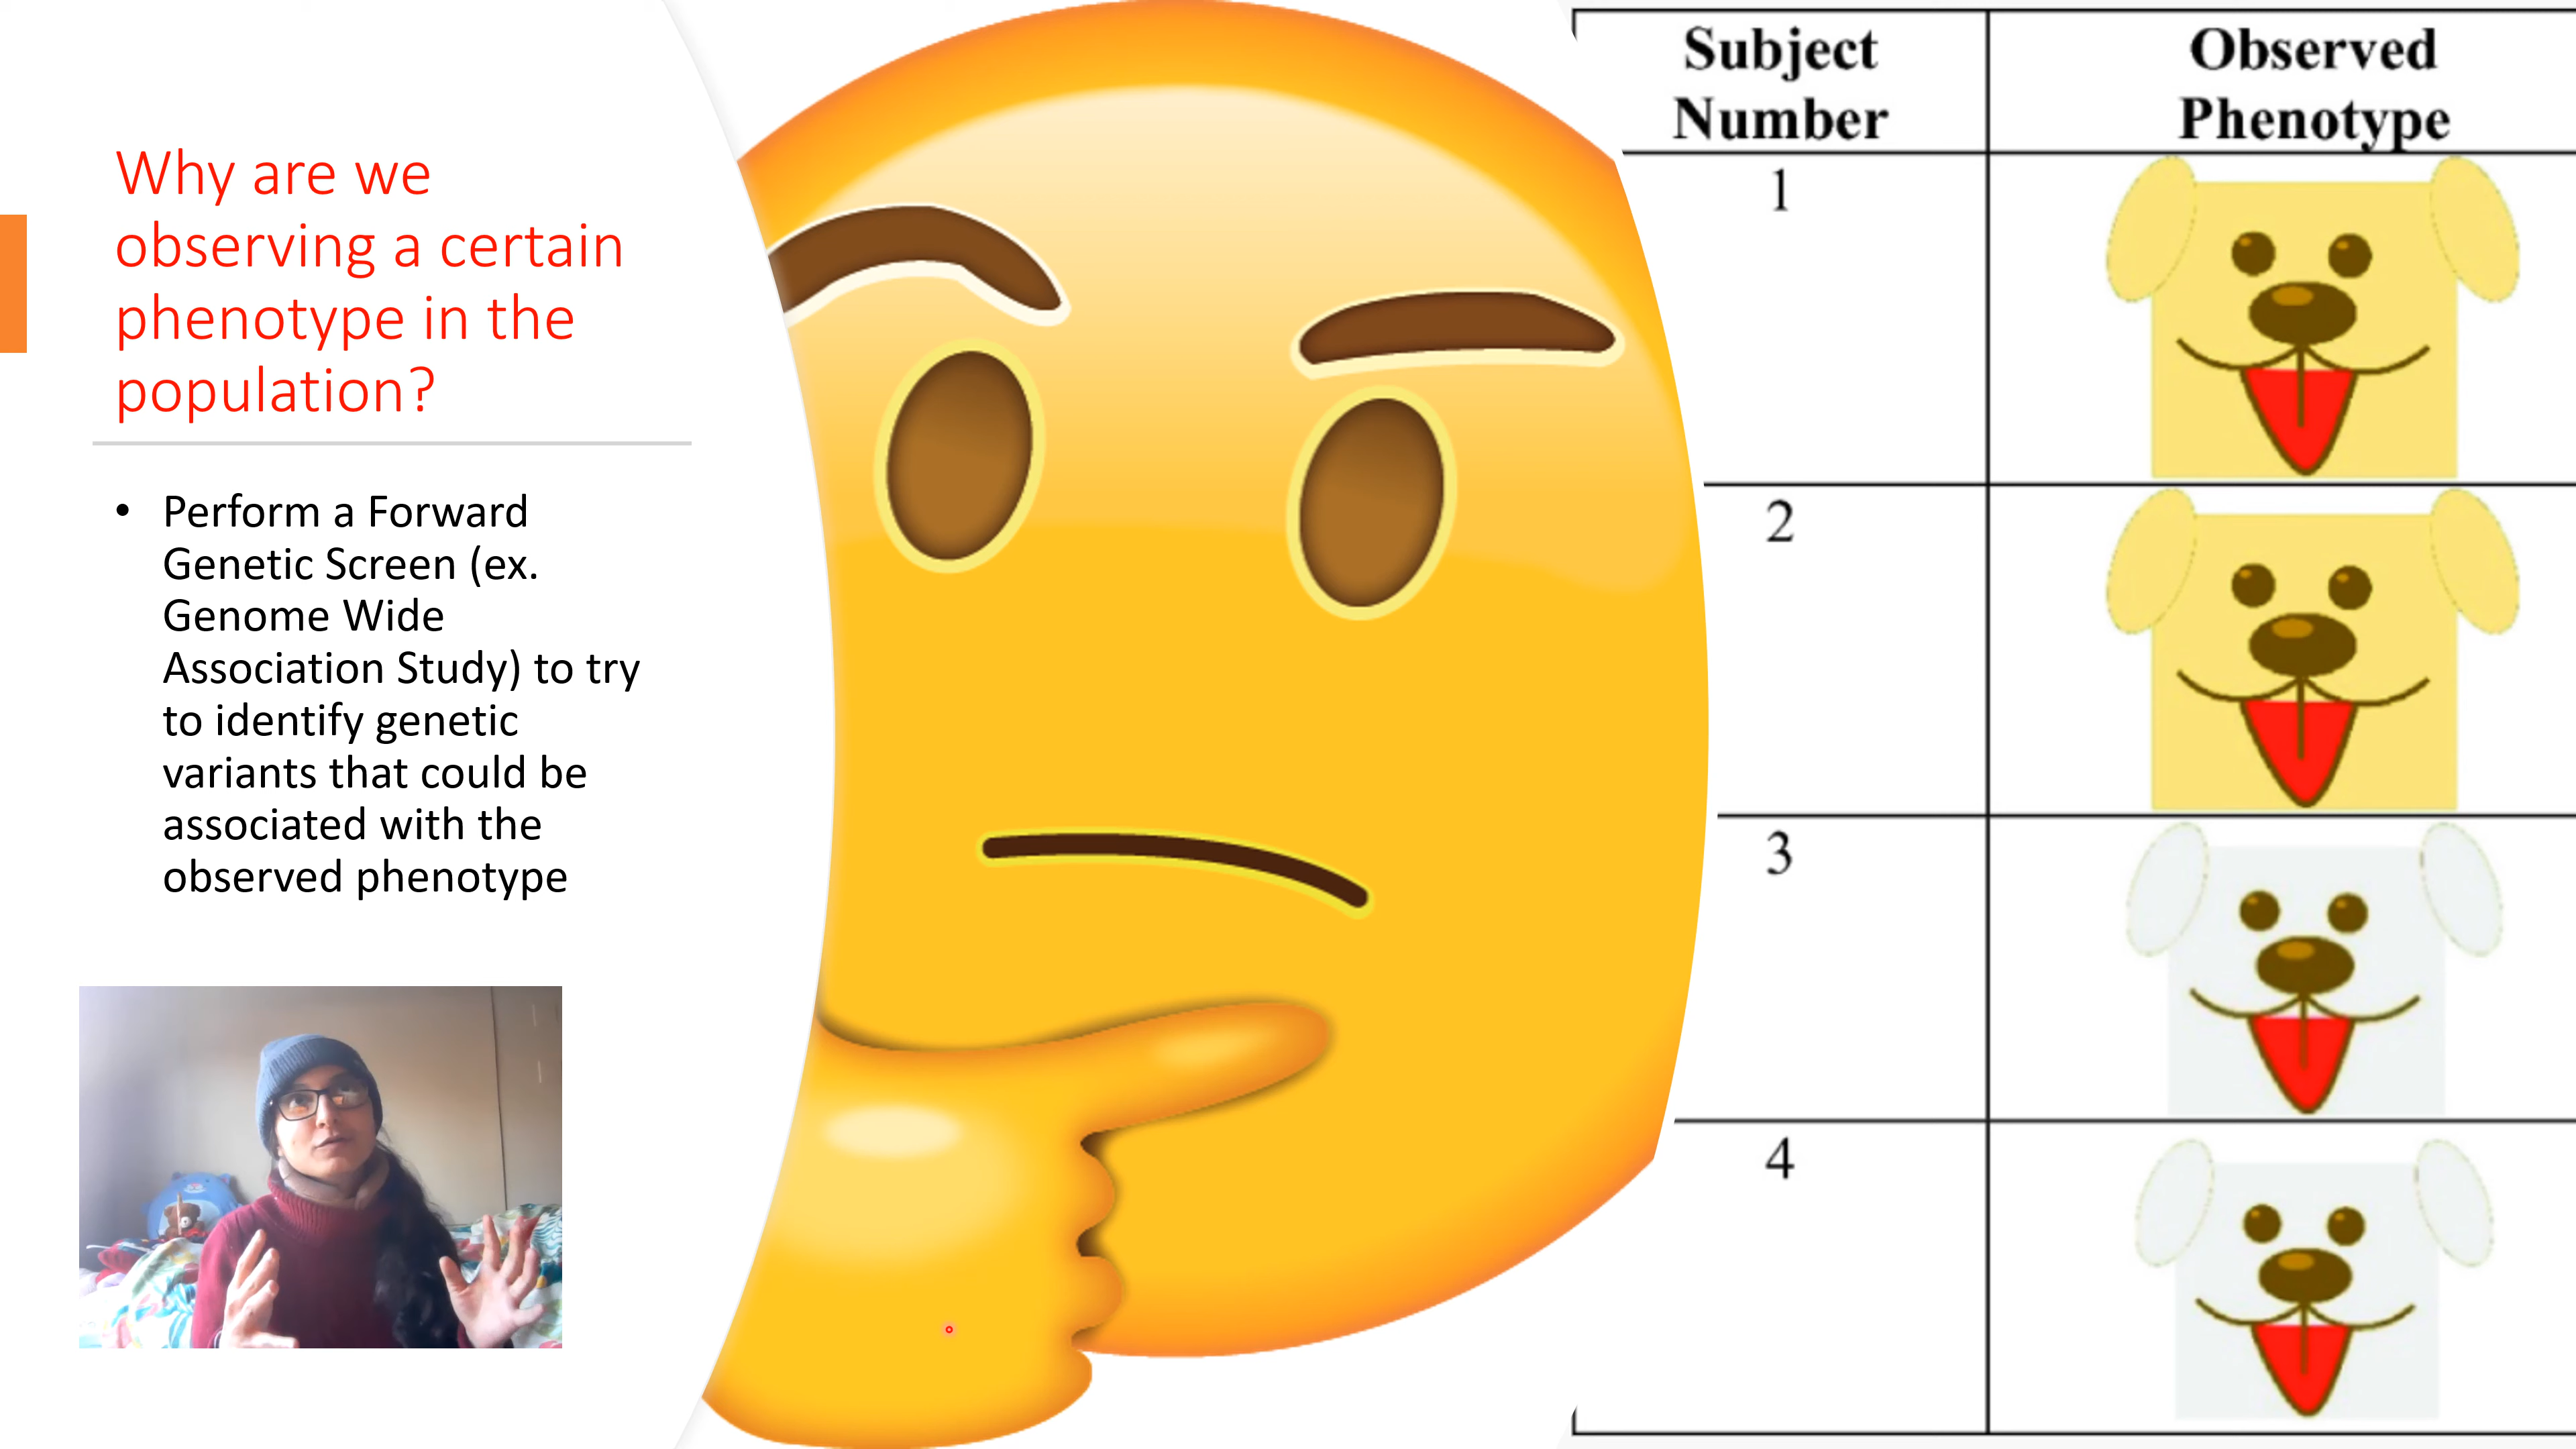 Why are we
observing a certain
phenotype in the
population?
• Perform a Forward
Genetic Screen (ex.
Genome Wide
Association Study) to try
to identify genetic
variants that could be
associated with the
observed phenotype
Subject
Number
Observed
Phenotype
1
2
3
4